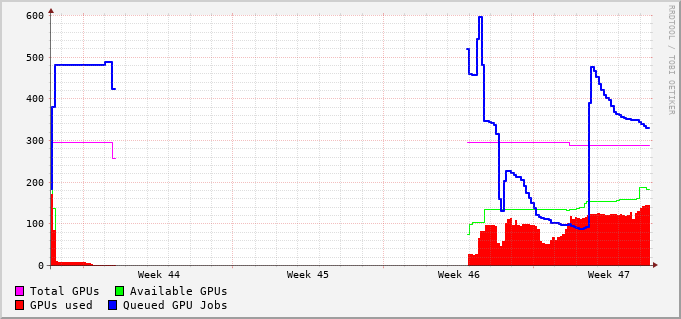 600
500
400
300
200
100
0
Week 44 Week 45 Week 46 Week 47
Total GPUs Available GPUs
GPUs used Queued GPU Jobs
RRDTOOL / TOBI OETIKER